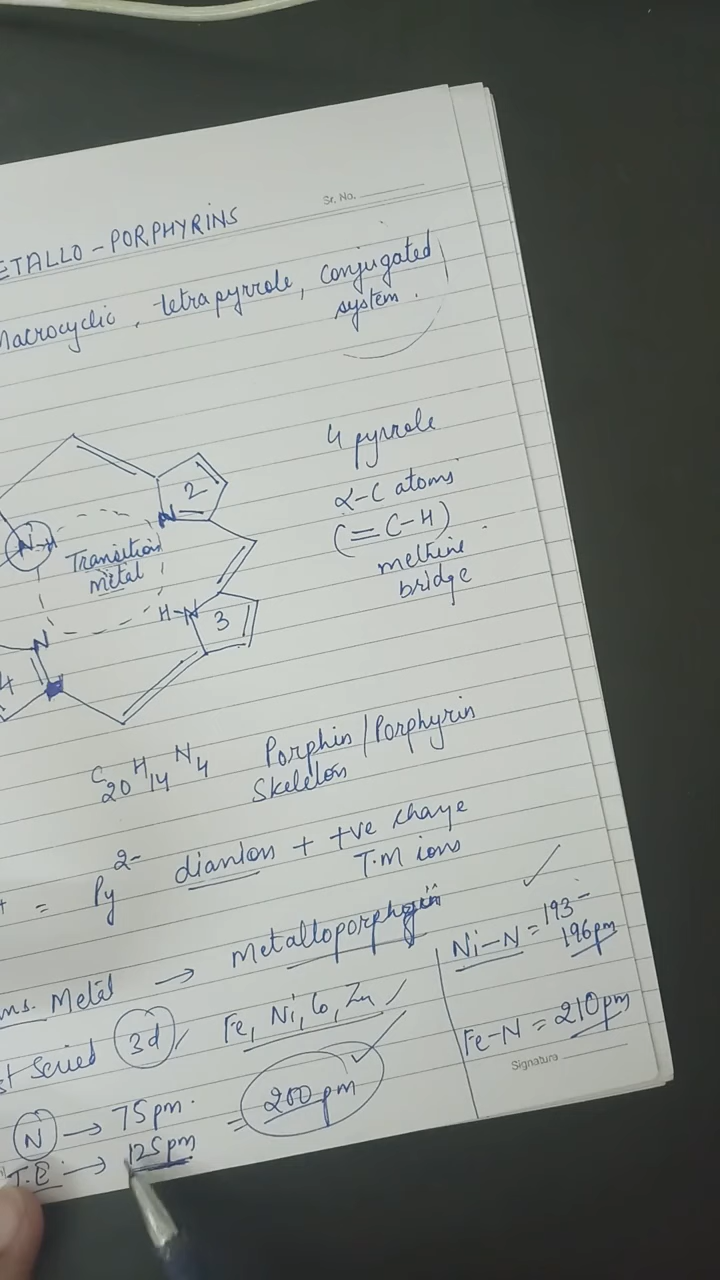 Sr. No.
ETALLO - PORPHYRINS
Macrocyclic, tetrapyrrole, conjugated
system.
4 pyrrole
α-C atoms
(=C-H)
methine
bridge
2
N
N-H
Transition
metal
H-N
3
N
4
C20H14N4 Porphin/Porphyrin
Skeleton
+ = Py2- dianion + +ve charge
T.M ions
ns. Metal → metalloporphyrin
st Series 3d, Fe, Ni, Co, Zn
Ni-N = 193-
196pm
Fe-N = 210pm
Signature
N → 75pm. = 200pm
T.E → 125pm